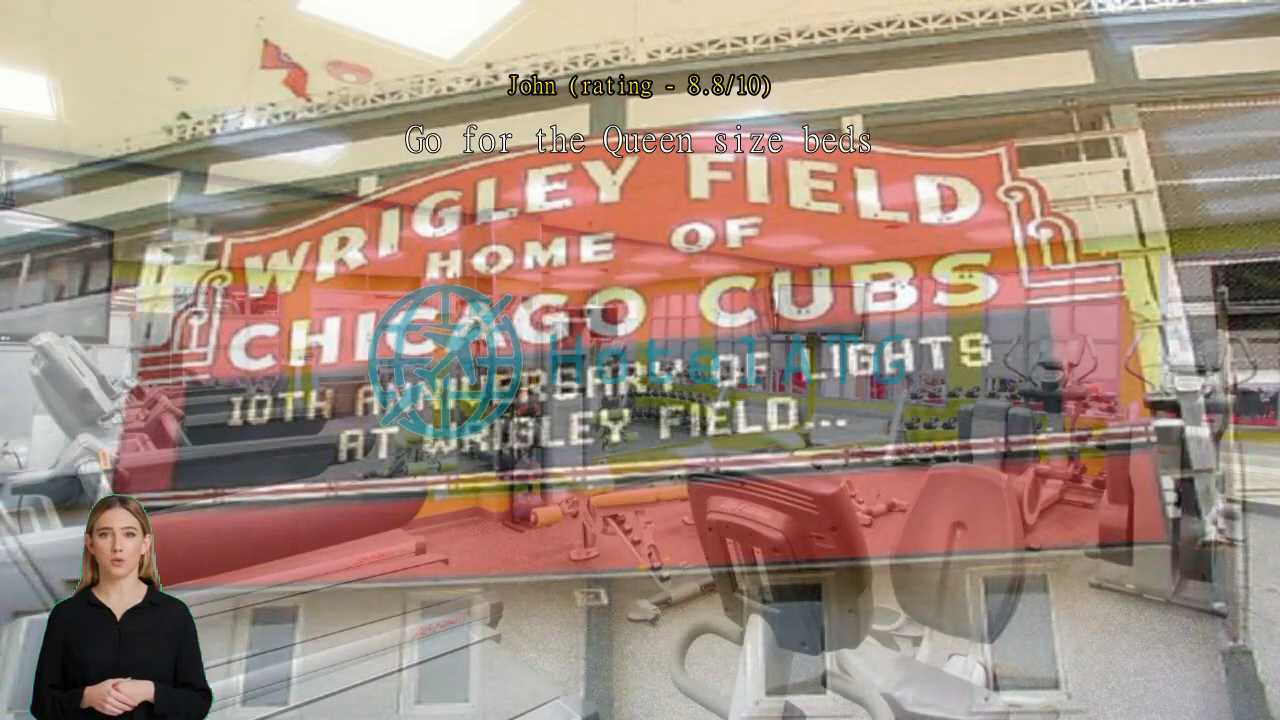 John (rating - 8.8/10)
Go for the Queen size beds
WRIGLEY FIELD
HOME OF
CHICAGO CUBS
HotelATG
10TH ANNIVERSARY OF LIGHTS
AT WRIGLEY FIELD...